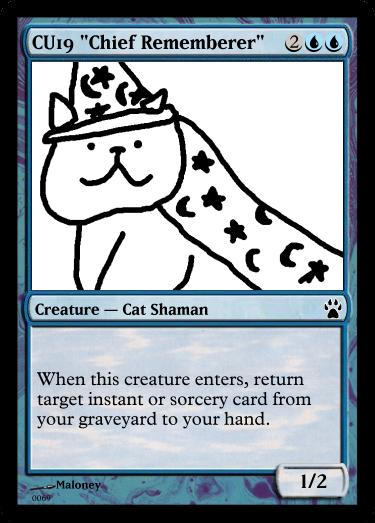 CU19 "Chief Rememberer" 2
Creature — Cat Shaman
When this creature enters, return
target instant or sorcery card from
your graveyard to your hand.
1/2
Maloney
0069